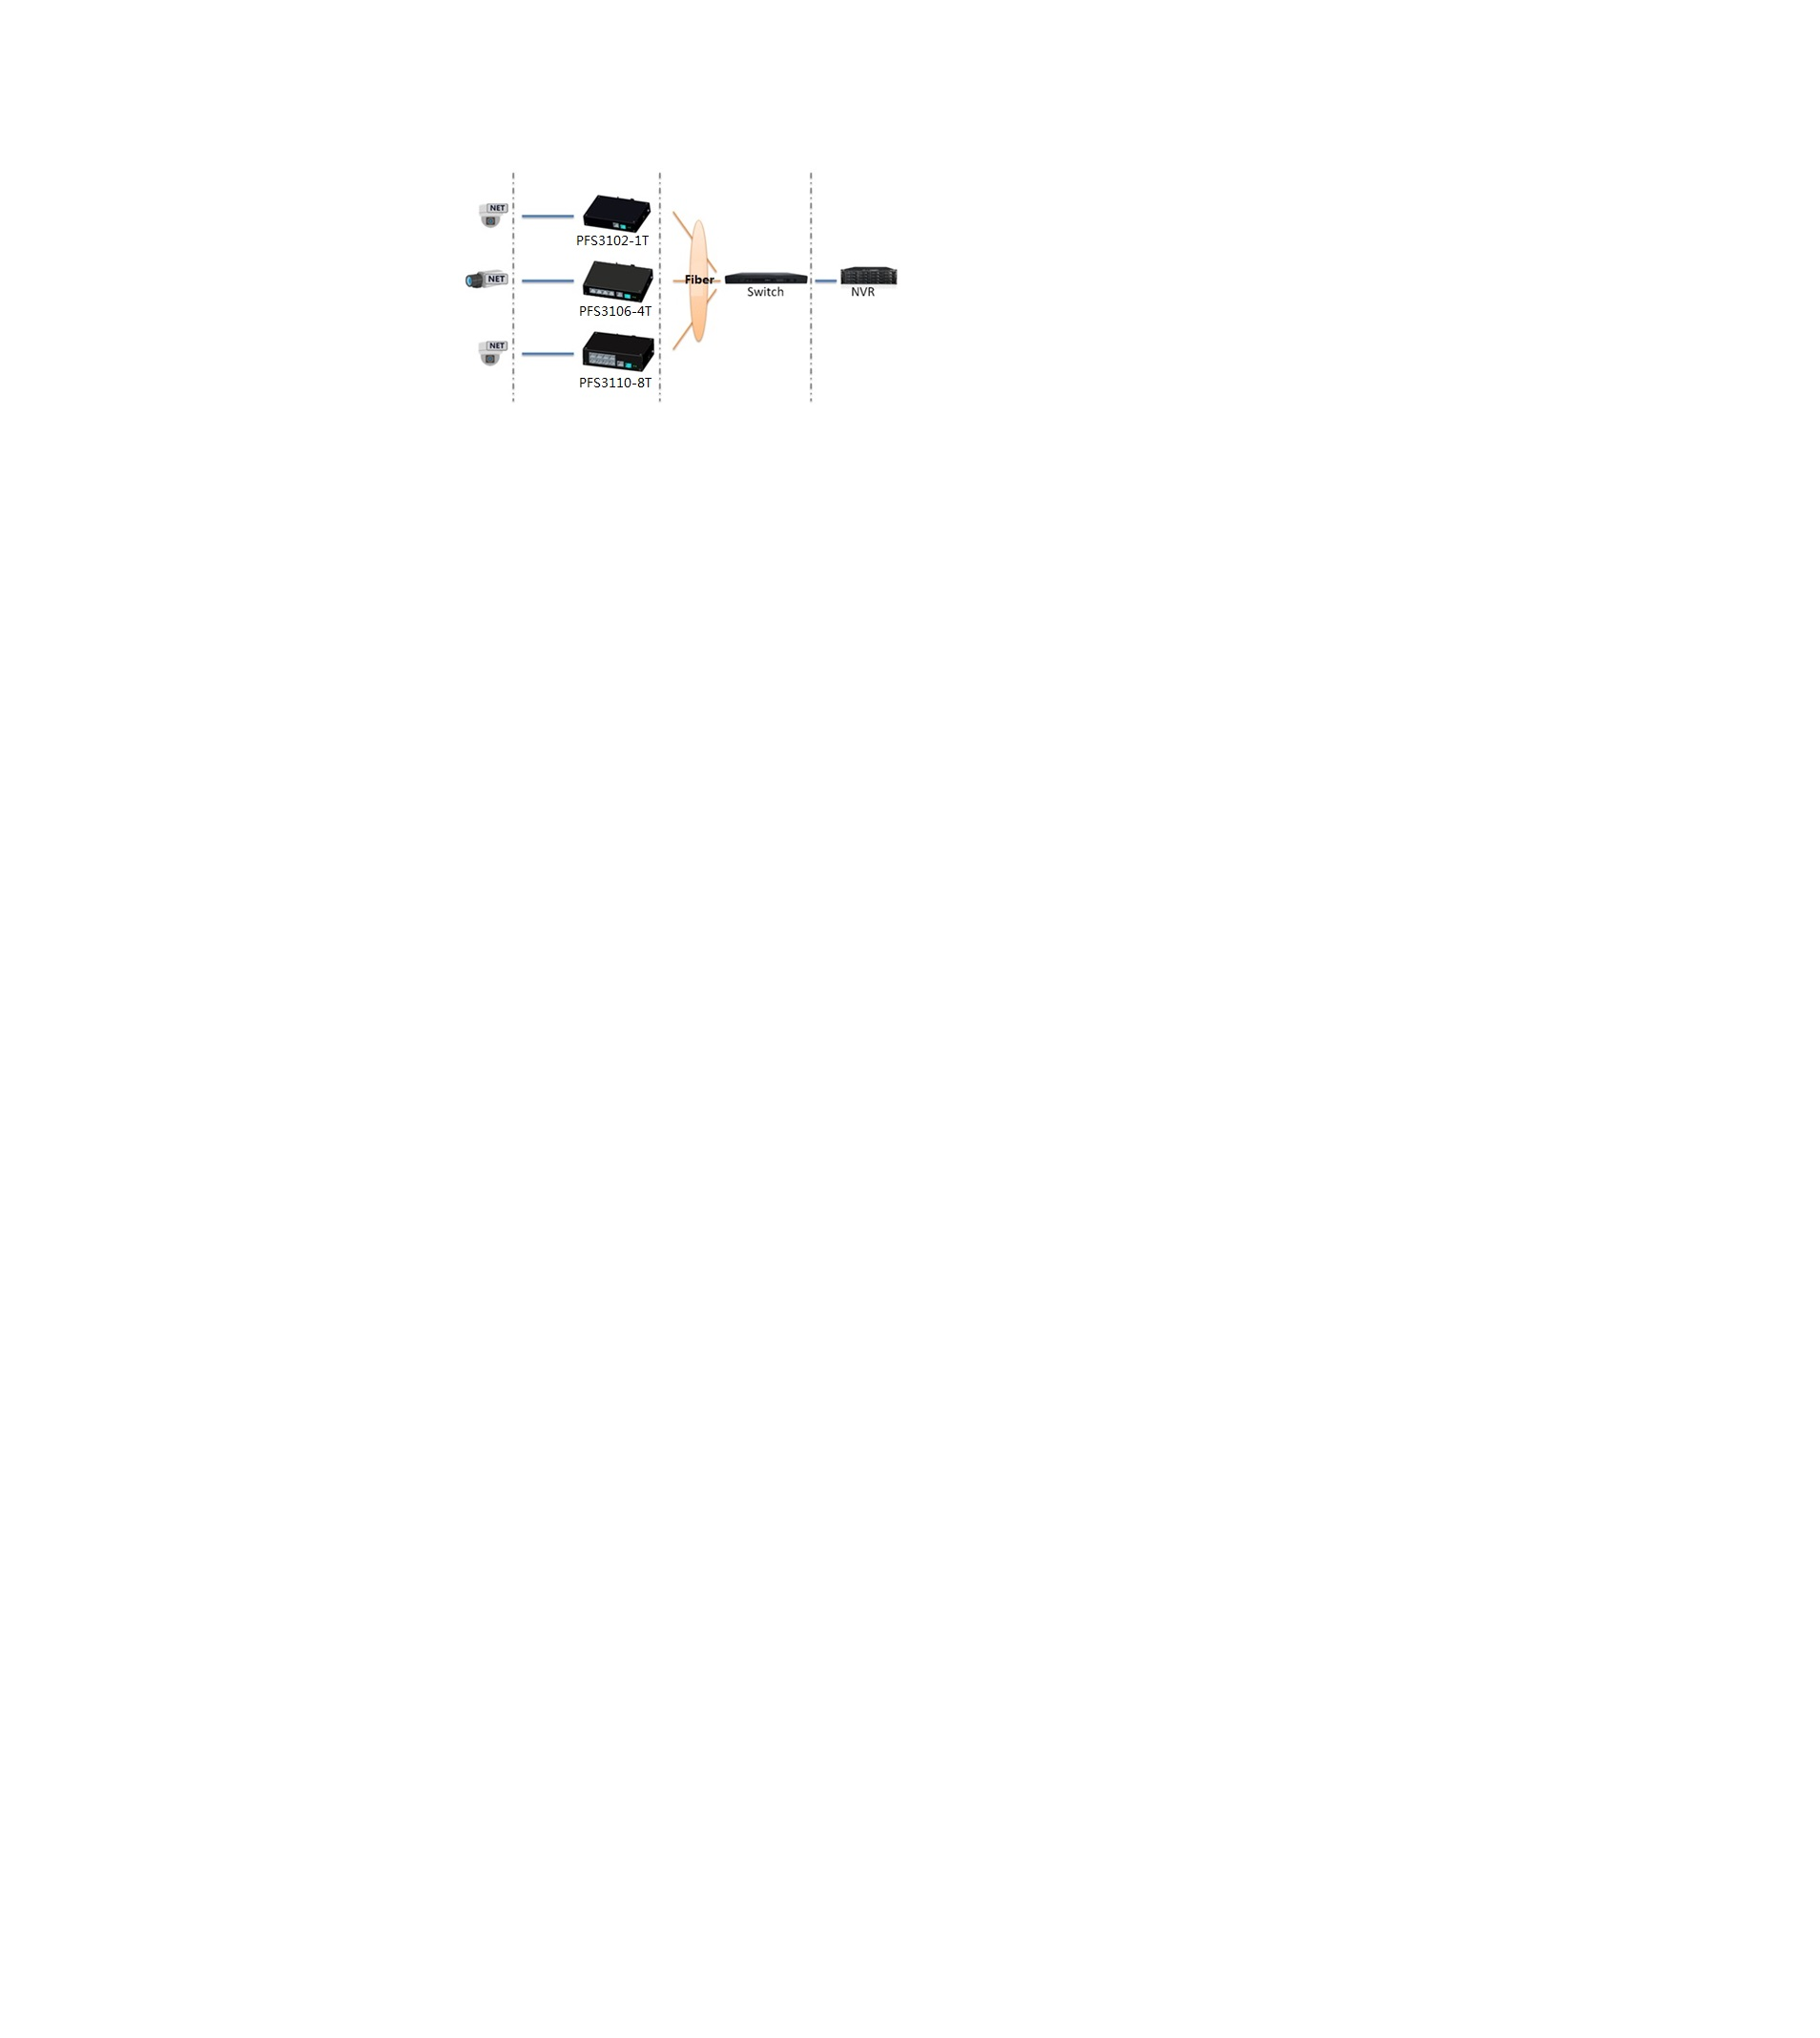 NET
PFS3102-1T
NET
PFS3106-4T
Fiber
Switch
NVR
NET
PFS3110-8T